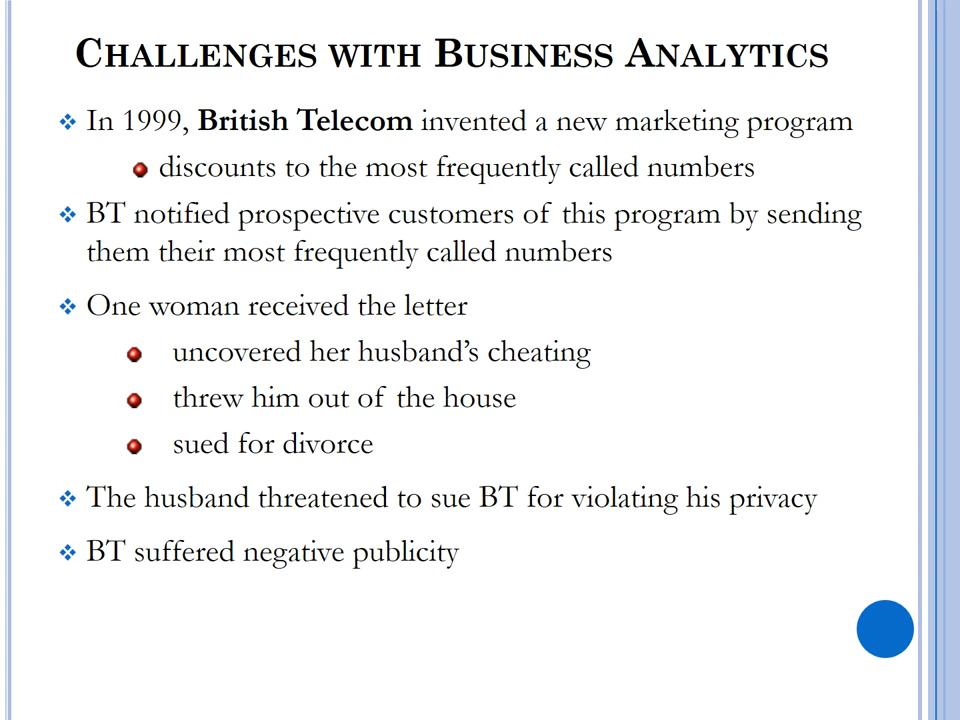 CHALLENGES WITH BUSINESS ANALYTICS
In 1999, British Telecom invented a new marketing program
discounts to the most frequently called numbers
BT notified prospective customers of this program by sending
them their most frequently called numbers
One woman received the letter
uncovered her husband's cheating
threw him out of the house
sued for divorce
The husband threatened to sue BT for violating his privacy
BT suffered negative publicity